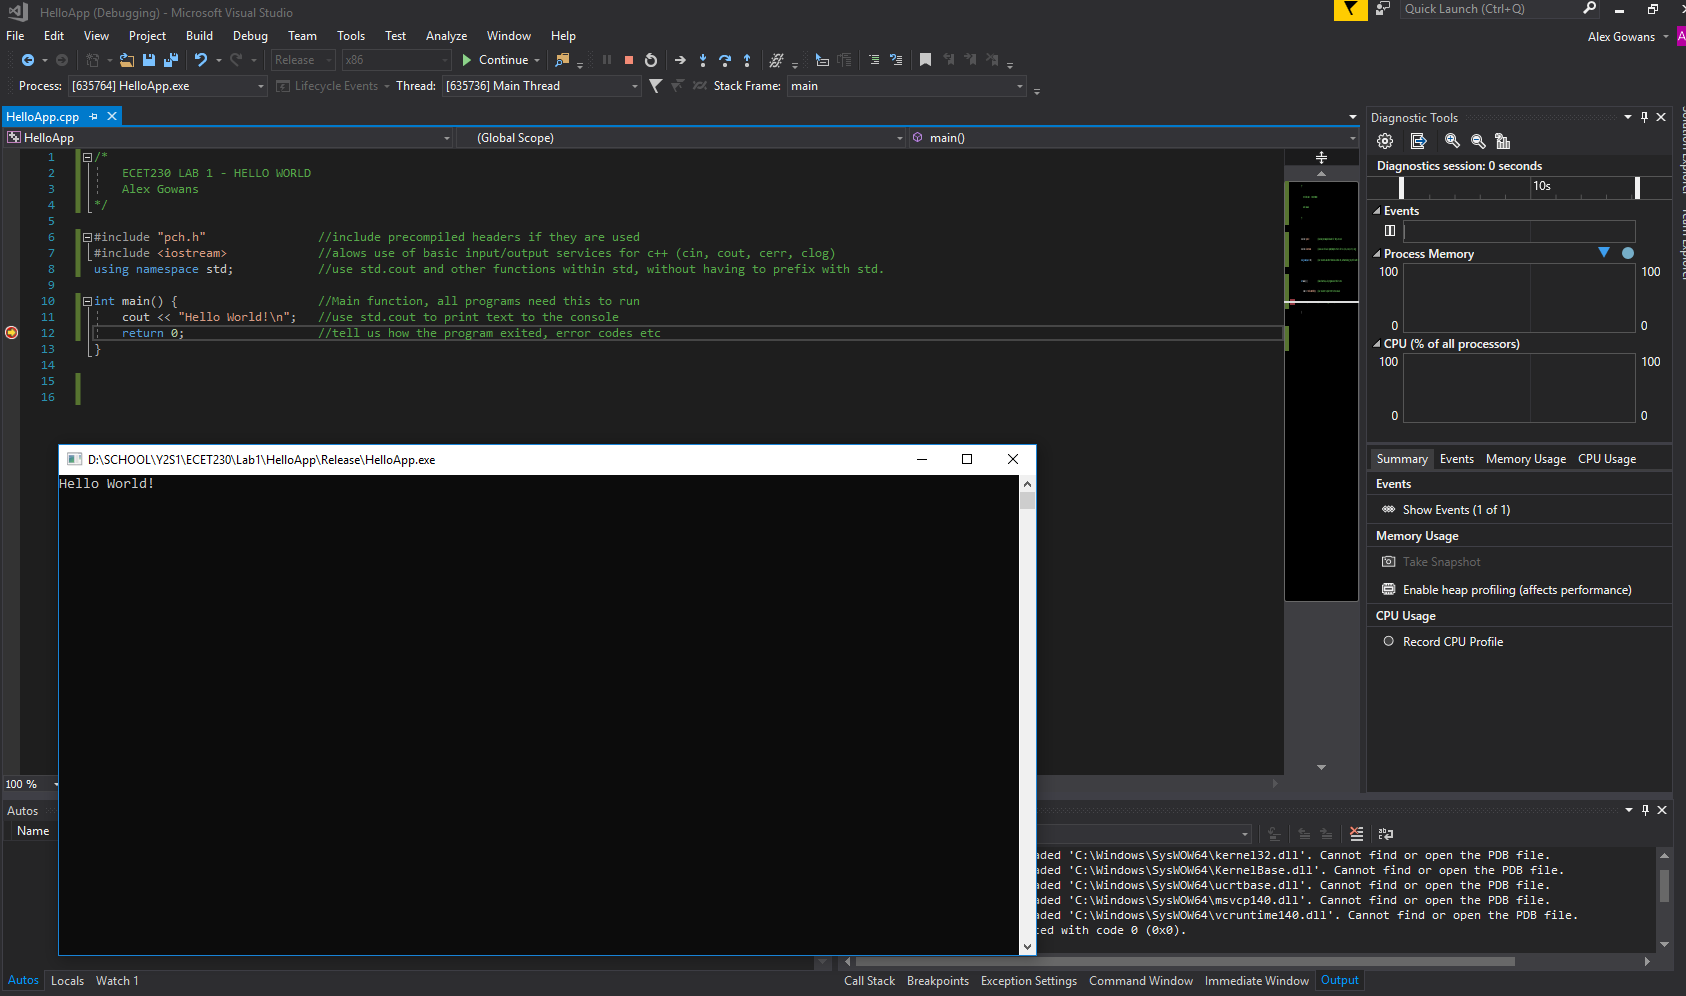 HelloApp (Debugging) - Microsoft Visual Studio
Quick Launch (Ctrl+Q)
File Edit View Project Build Debug Team Tools Test Analyze Window Help
Alex Gowans
Release x86 Continue
Process: [635764] HelloApp.exe Lifecycle Events Thread: [635736] Main Thread Stack Frame: main
HelloApp.cpp
HelloApp (Global Scope) main()
1 /*
2 ECET230 LAB 1 - HELLO WORLD
3 Alex Gowans
4 */
5
6 #include "pch.h" //include precompiled headers if they are used
7 #include <iostream> //alows use of basic input/output services for c++ (cin, cout, cerr, clog)
8 using namespace std; //use std.cout and other functions within std, without having to prefix with std.
9
10 int main() { //Main function, all programs need this to run
11 cout << "Hello World!\n"; //use std.cout to print text to the console
12 return 0; //tell us how the program exited, error codes etc
13 }
14
15
16
Diagnostic Tools
Diagnostics session: 0 seconds
10s
Events
Process Memory
100 100
0 0
CPU (% of all processors)
100 100
0 0
Summary Events Memory Usage CPU Usage
Events
Show Events (1 of 1)
Memory Usage
Take Snapshot
Enable heap profiling (affects performance)
CPU Usage
Record CPU Profile
D:\SCHOOL\Y2S1\ECET230\Lab1\HelloApp\Release\HelloApp.exe
Hello World!
100 %
Autos
Name
aded 'C:\Windows\SysWOW64\kernel32.dll'. Cannot find or open the PDB file.
aded 'C:\Windows\SysWOW64\KernelBase.dll'. Cannot find or open the PDB file.
aded 'C:\Windows\SysWOW64\ucrtbase.dll'. Cannot find or open the PDB file.
aded 'C:\Windows\SysWOW64\msvcp140.dll'. Cannot find or open the PDB file.
aded 'C:\Windows\SysWOW64\vcruntime140.dll'. Cannot find or open the PDB file.
ted with code 0 (0x0).
Autos Locals Watch 1
Call Stack Breakpoints Exception Settings Command Window Immediate Window Output